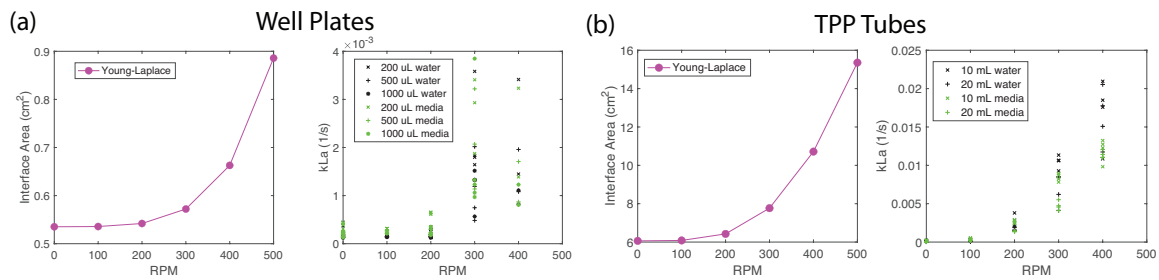 (a)
Well Plates
(b)
TPP Tubes
Interface Area (cm²)
0.9
0.8
0.7
0.6
0.5
0 100 200 300 400 500
RPM
Young-Laplace
kLa (1/s)
4 ×10⁻³
3
2
1
0
0 100 200 300 400 500
RPM
200 uL water
500 uL water
1000 uL water
200 uL media
500 uL media
1000 uL media
Interface Area (cm²)
16
14
12
10
8
6
0 100 200 300 400 500
RPM
Young-Laplace
kLa (1/s)
0.025
0.02
0.015
0.01
0.005
0
0 100 200 300 400 500
RPM
10 mL water
20 mL water
10 mL media
20 mL media